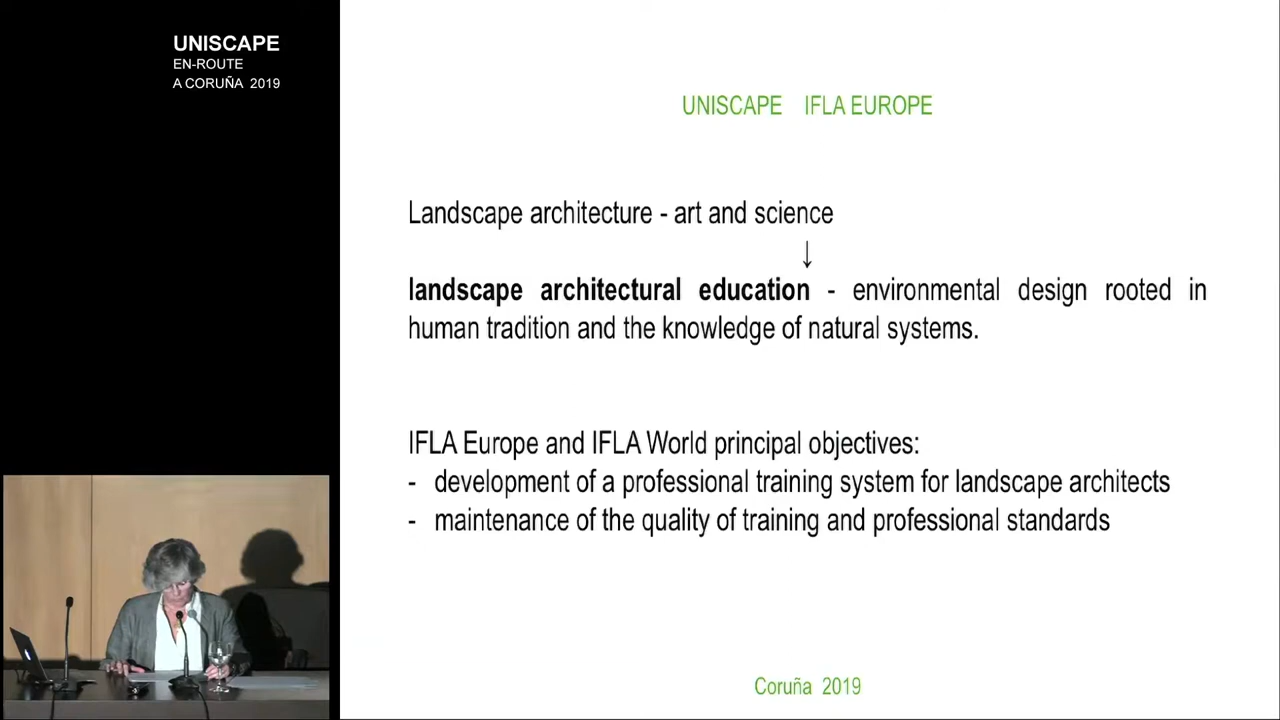 UNISCAPE
EN-ROUTE
A CORUÑA 2019
UNISCAPE IFLA EUROPE
Landscape architecture - art and science
↓
landscape architectural education - environmental design rooted in
human tradition and the knowledge of natural systems.
IFLA Europe and IFLA World principal objectives:
- development of a professional training system for landscape architects
- maintenance of the quality of training and professional standards
Coruña 2019